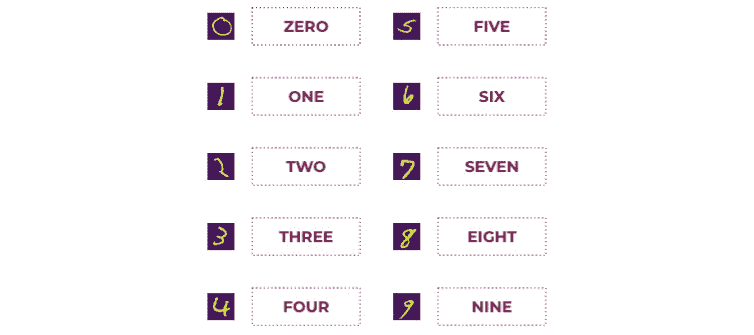 0 ZERO 5 FIVE
1 ONE 6 SIX
2 TWO 7 SEVEN
3 THREE 8 EIGHT
4 FOUR 9 NINE